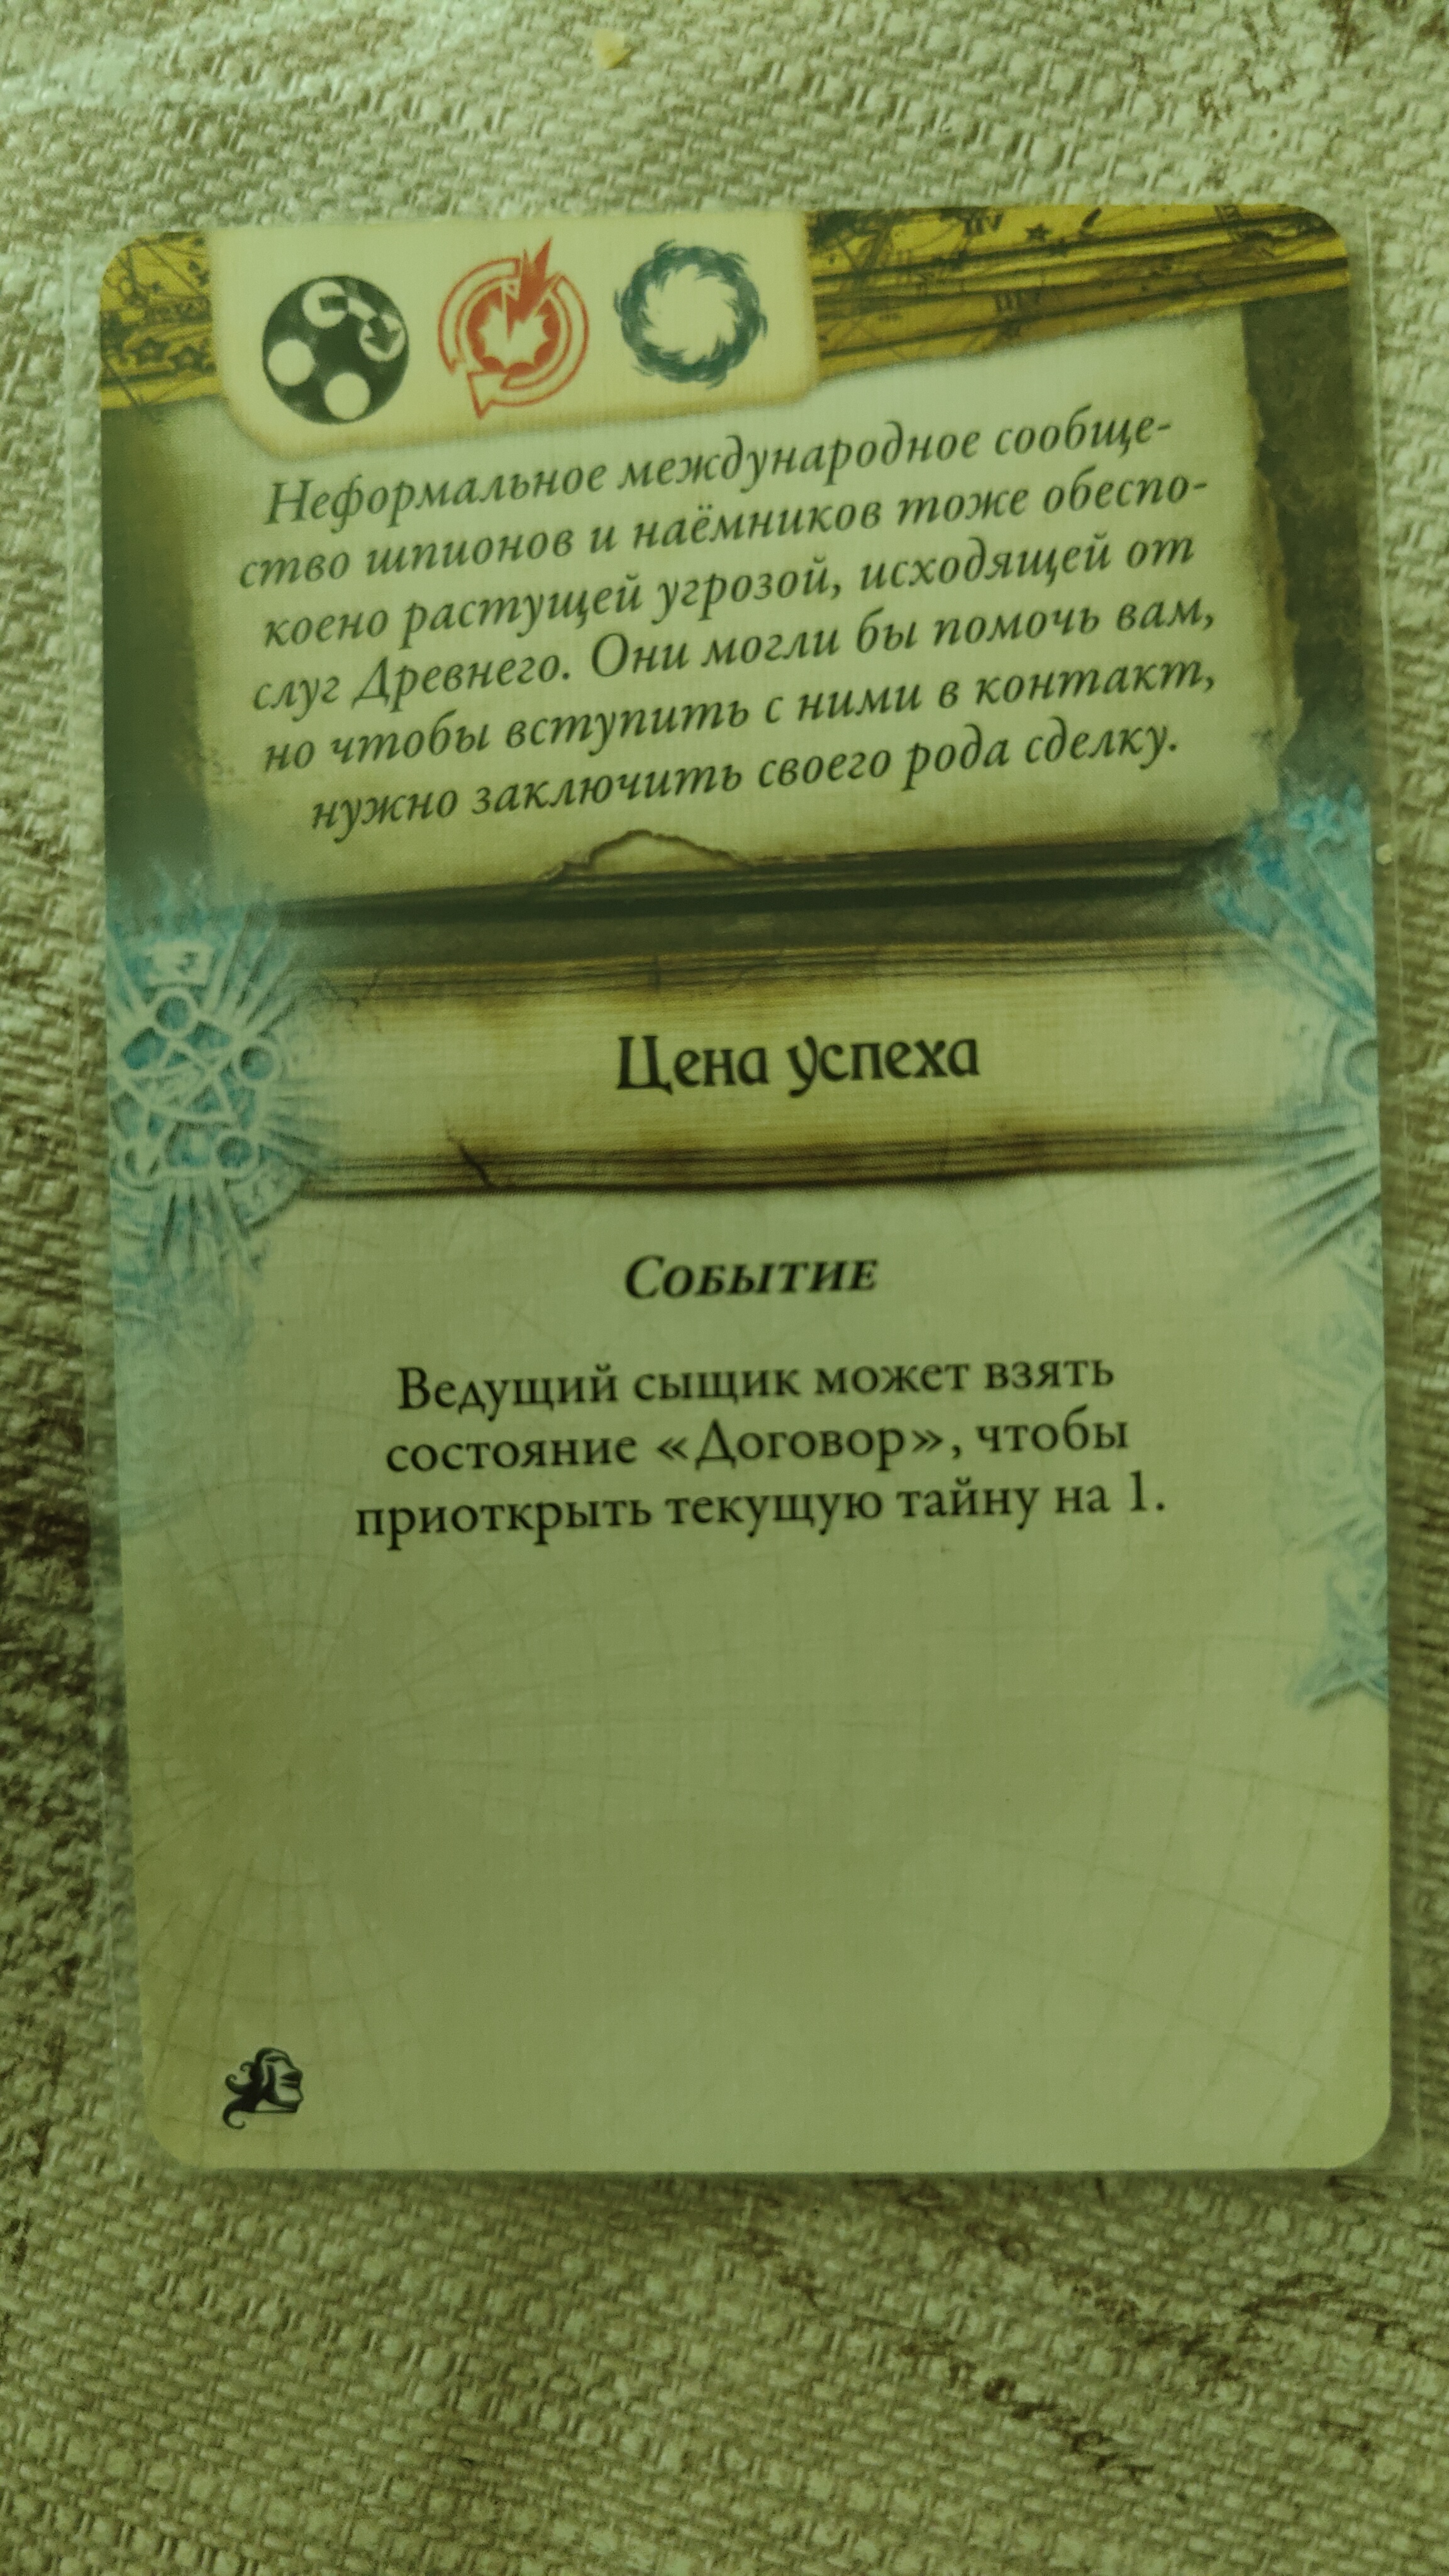 Неформальное международное сообще-
ство шпионов и наёмников тоже обеспо-
коено растущей угрозой, исходящей от
слуг Древнего. Они могли бы помочь вам,
но чтобы вступить с ними в контакт,
нужно заключить своего рода сделку.
Цена успеха
Событие
Ведущий сыщик может взять
состояние «Договор», чтобы
приоткрыть текущую тайну на 1.